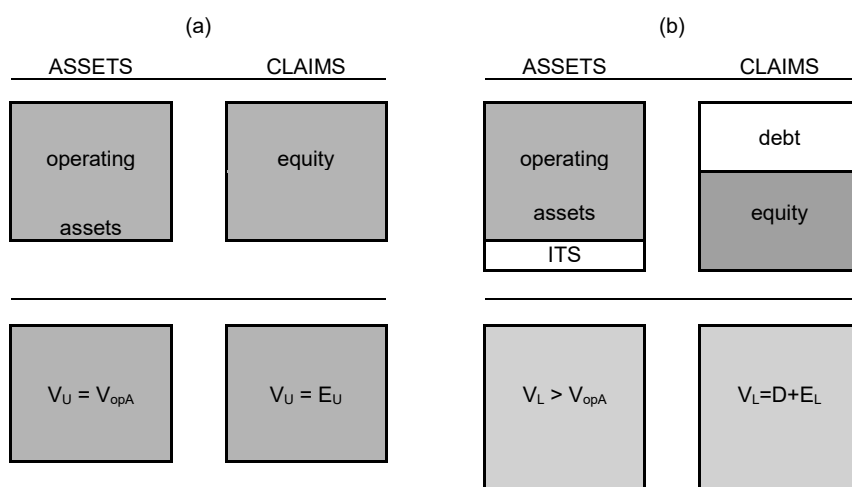 (a)
ASSETS CLAIMS
operating
assets
equity
V_U = V_opA V_U = E_U
(b)
ASSETS CLAIMS
operating
assets
ITS
debt
equity
V_L > V_opA V_L=D+E_L